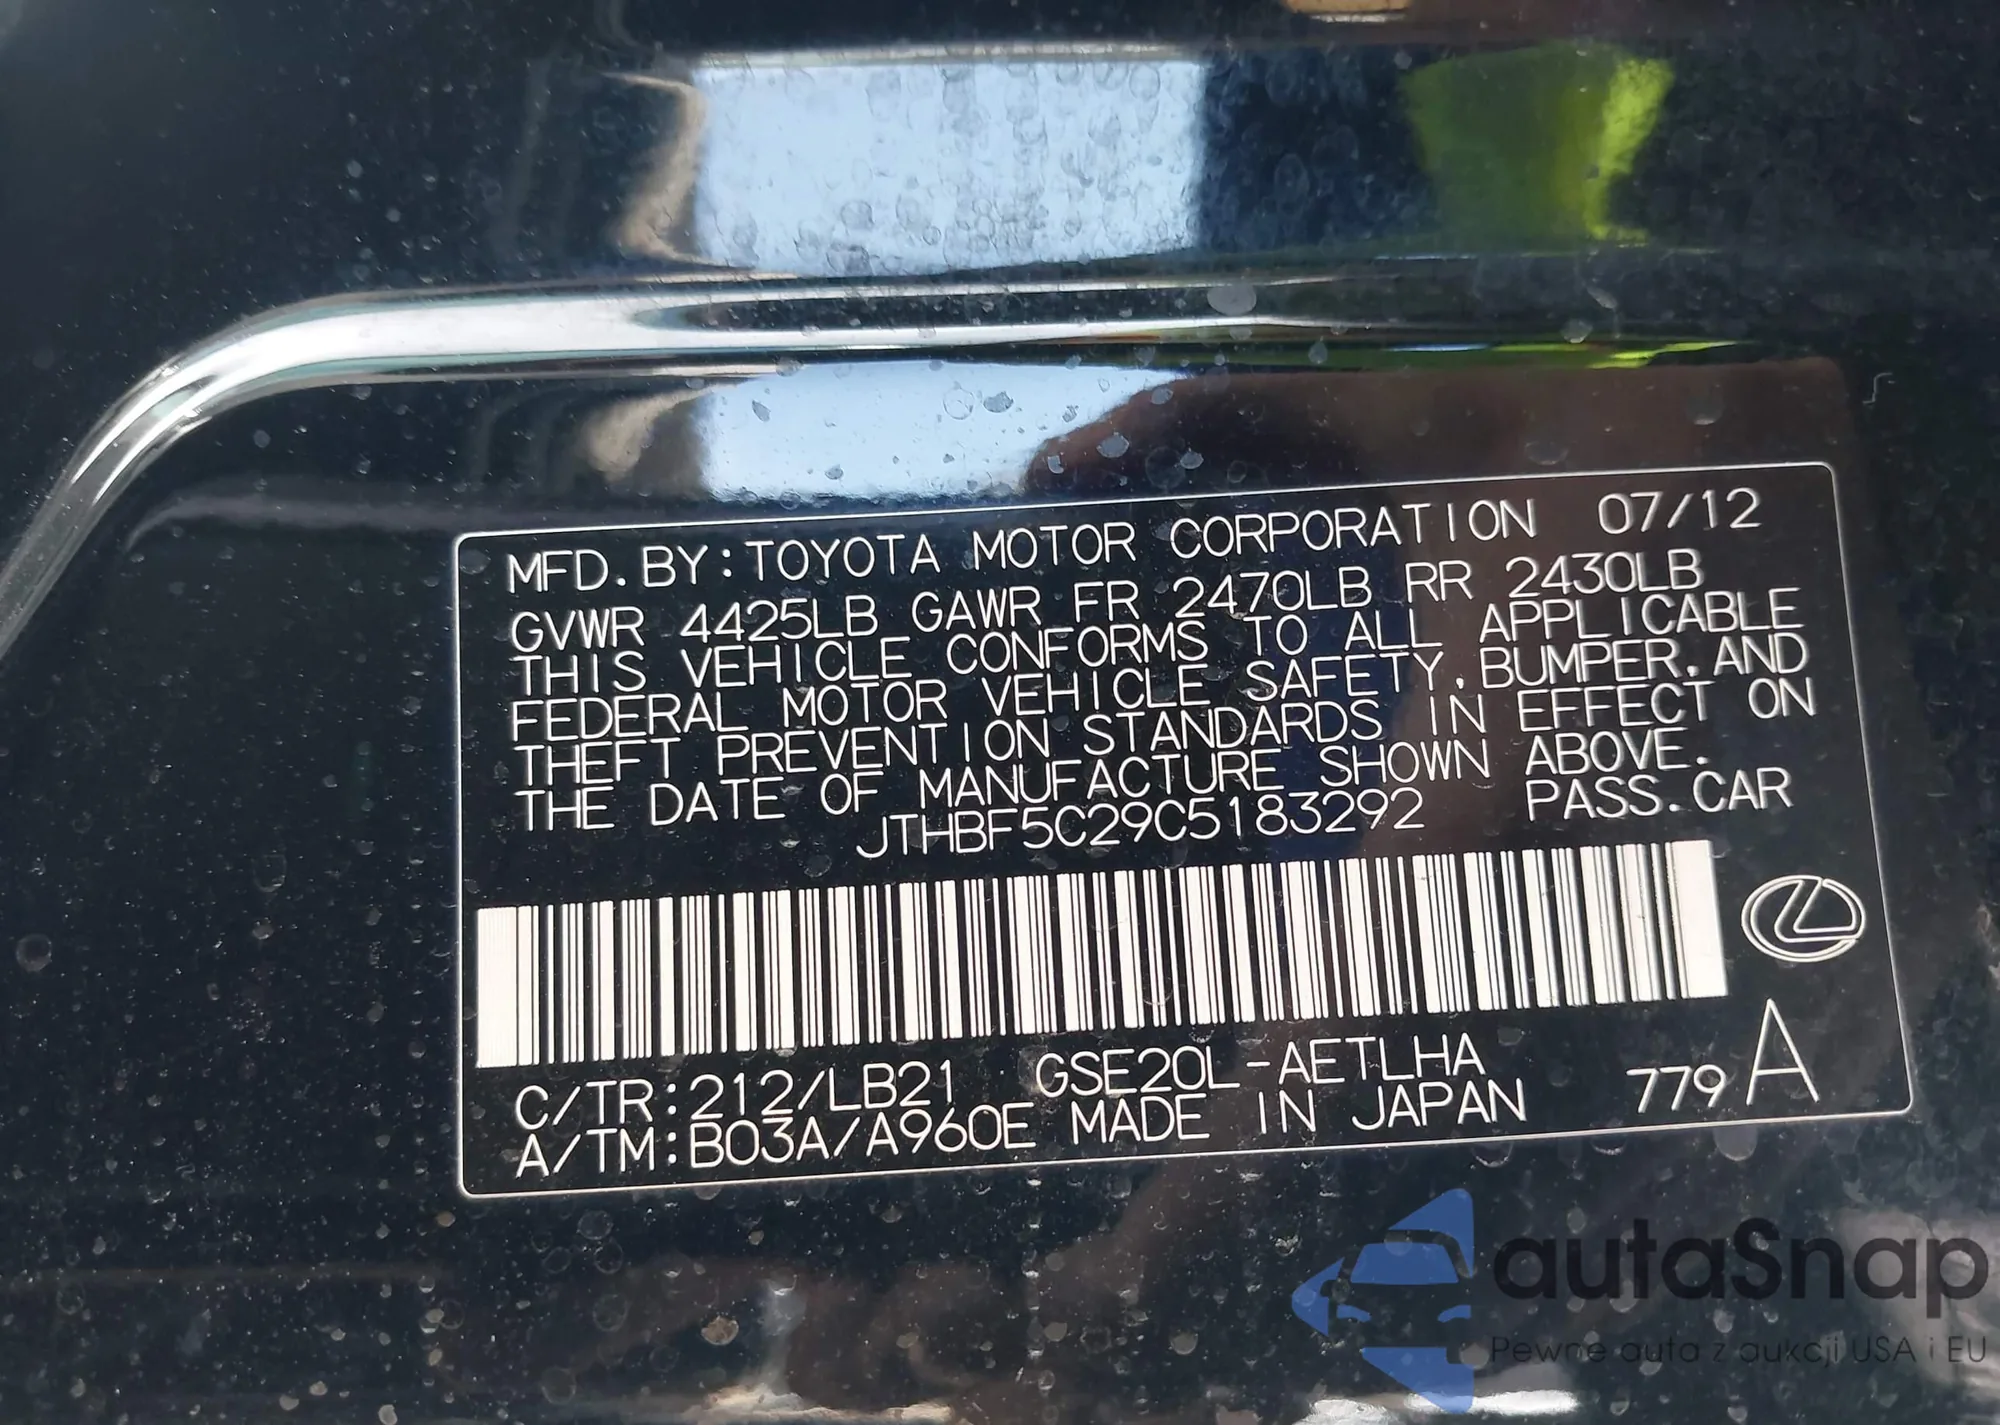 MFD. BY: TOYOTA MOTOR CORPORATION 07/12
GVWR 4425LB GAWR FR 2470LB RR 2430LB
THIS VEHICLE CONFORMS TO ALL APPLICABLE
FEDERAL MOTOR VEHICLE SAFETY, BUMPER, AND
THEFT PREVENTION STANDARDS IN EFFECT ON
THE DATE OF MANUFACTURE SHOWN ABOVE.
JTHBF5C29C5183292 PASS. CAR
C/TR: 212/LB21 GSE20L-AETLHA
A/TM: B03A/A960E MADE IN JAPAN 779 A
autaSnap
Pewne auta z aukcji USA i EU